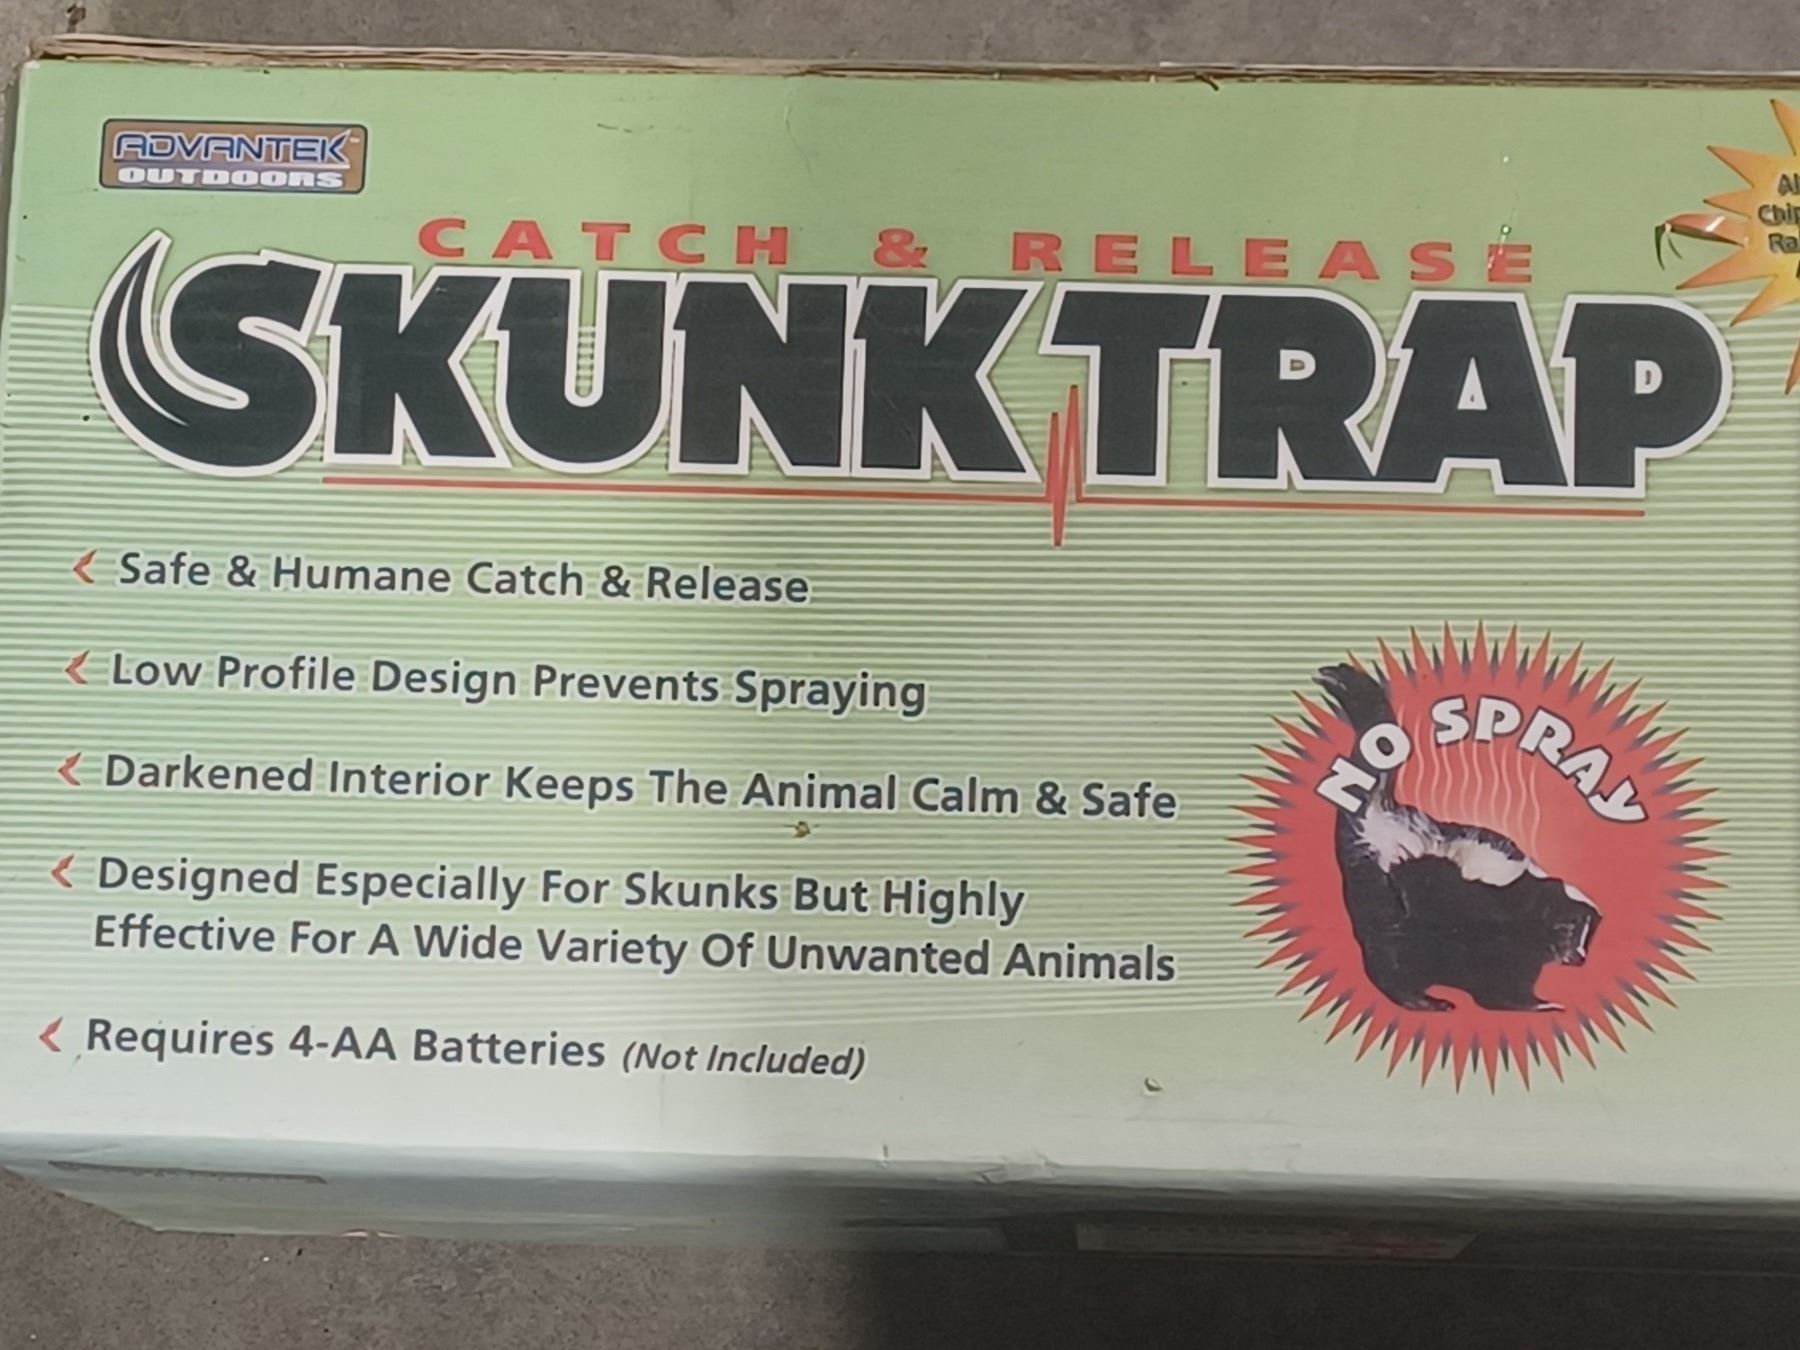 ADVANTEK
OUTDOORS
CATCH & RELEASE
SKUNK TRAP
Safe & Humane Catch & Release
Low Profile Design Prevents Spraying
Darkened Interior Keeps The Animal Calm & Safe
Designed Especially For Skunks But Highly
Effective For A Wide Variety Of Unwanted Animals
Requires 4-AA Batteries (Not Included)
NO SPRAY